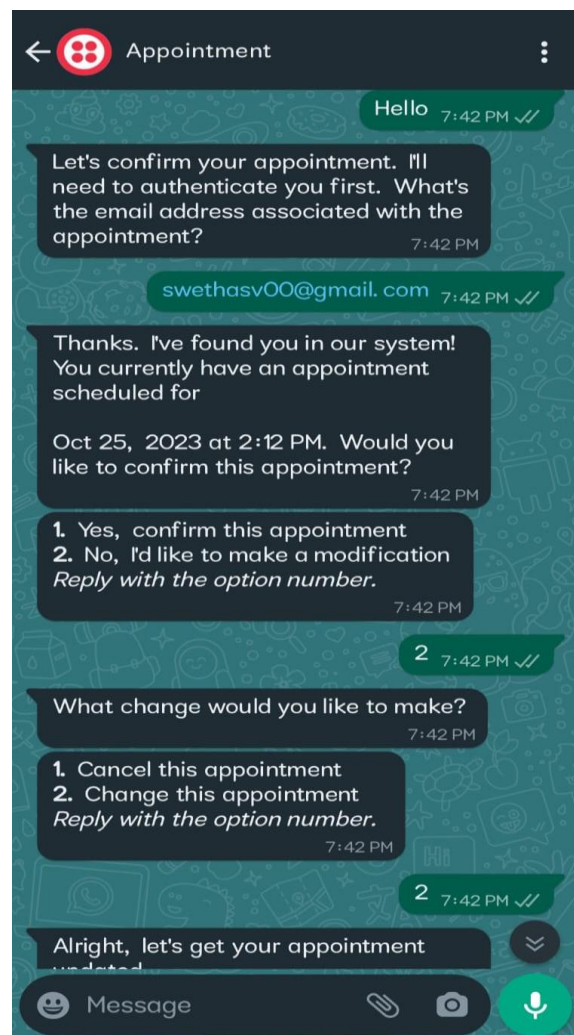 Appointment
Hello 7:42 PM
Let's confirm your appointment. I'll
need to authenticate you first. What's
the email address associated with the
appointment?
7:42 PM
swethasv00@gmail. com 7:42 PM
Thanks. I've found you in our system!
You currently have an appointment
scheduled for
Oct 25, 2023 at 2:12 PM. Would you
like to confirm this appointment?
7:42 PM
1. Yes, confirm this appointment
2. No, I'd like to make a modification
Reply with the option number.
7:42 PM
2 7:42 PM
What change would you like to make?
7:42 PM
1. Cancel this appointment
2. Change this appointment
Reply with the option number.
7:42 PM
2 7:42 PM
Alright, let's get your appointment
updated
Message